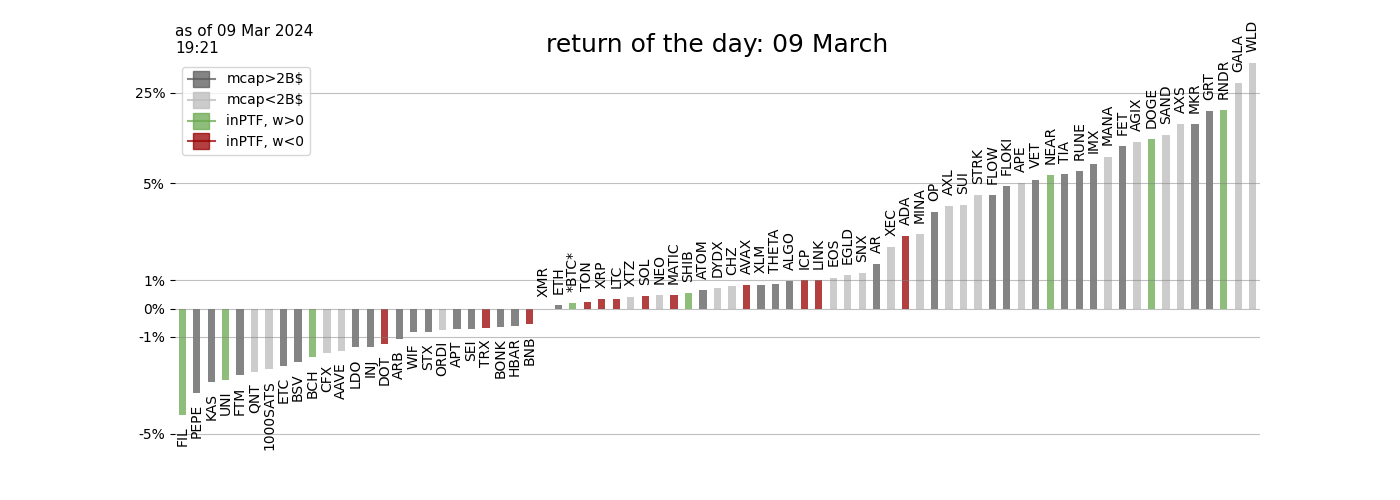 as of 09 Mar 2024
19:21
return of the day: 09 March
mcap>2B$
mcap<2B$
inPTF, w>0
inPTF, w<0
25%
5%
1%
0%
-1%
-5%
FIL
PEPE
KAS
UNI
FTM
QNT
1000SATS
ETC
BSV
BCH
CFX
AAVE
LDO
INJ
DOT
ARB
WIF
STX
ORDI
APT
SEI
TRX
BONK
HBAR
BNB
XMR
ETH
*BTC*
TON
XRP
LTC
XTZ
SOL
NEO
MATIC
SHIB
ATOM
DYDX
CHZ
AVAX
XLM
THETA
ALGO
ICP
LINK
EOS
EGLD
SNX
AR
XEC
ADA
MINA
OP
AXL
SUI
STRK
FLOW
FLOKI
APE
VET
NEAR
TIA
RUNE
IMX
MANA
FET
AGIX
DOGE
SAND
AXS
MKR
GRT
RNDR
GALA
WLD